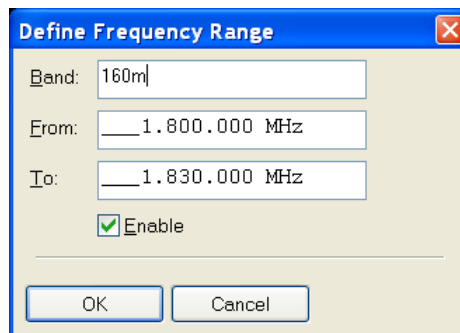 Define Frequency Range
Band: 160m
From: ___1.800.000 MHz
To: ___1.830.000 MHz
Enable
OK Cancel